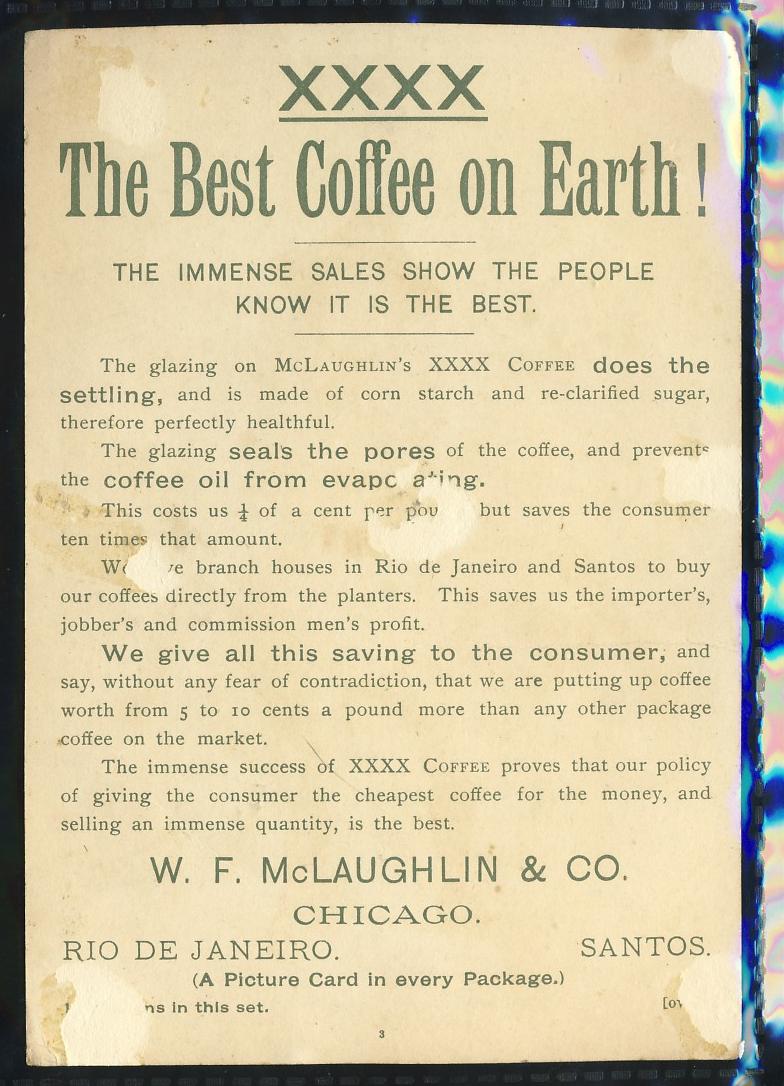 XXXX
The Best Coffee on Earth!
THE IMMENSE SALES SHOW THE PEOPLE
KNOW IT IS THE BEST.
The glazing on McLAUGHLIN'S XXXX COFFEE does the
settling, and is made of corn starch and re-clarified sugar,
therefore perfectly healthful.
The glazing seals the pores of the coffee, and prevents
the coffee oil from evapo ating.
This costs us ¼ of a cent per pou but saves the consumer
ten times that amount.
branch houses in Rio de Janeiro and Santos to buy
our coffees directly from the planters. This saves us the importer's,
jobber's and commission men's profit.
We give all this saving to the consumer, and
say, without any fear of contradiction, that we are putting up coffee
worth from 5 to 10 cents a pound more than any other package
coffee on the market.
The immense success of XXXX COFFEE proves that our policy
of giving the consumer the cheapest coffee for the money, and
selling an immense quantity, is the best.
W. F. McLAUGHLIN & CO.
CHICAGO.
RIO DE JANEIRO. SANTOS.
(A Picture Card in every Package.)
in this set.
3